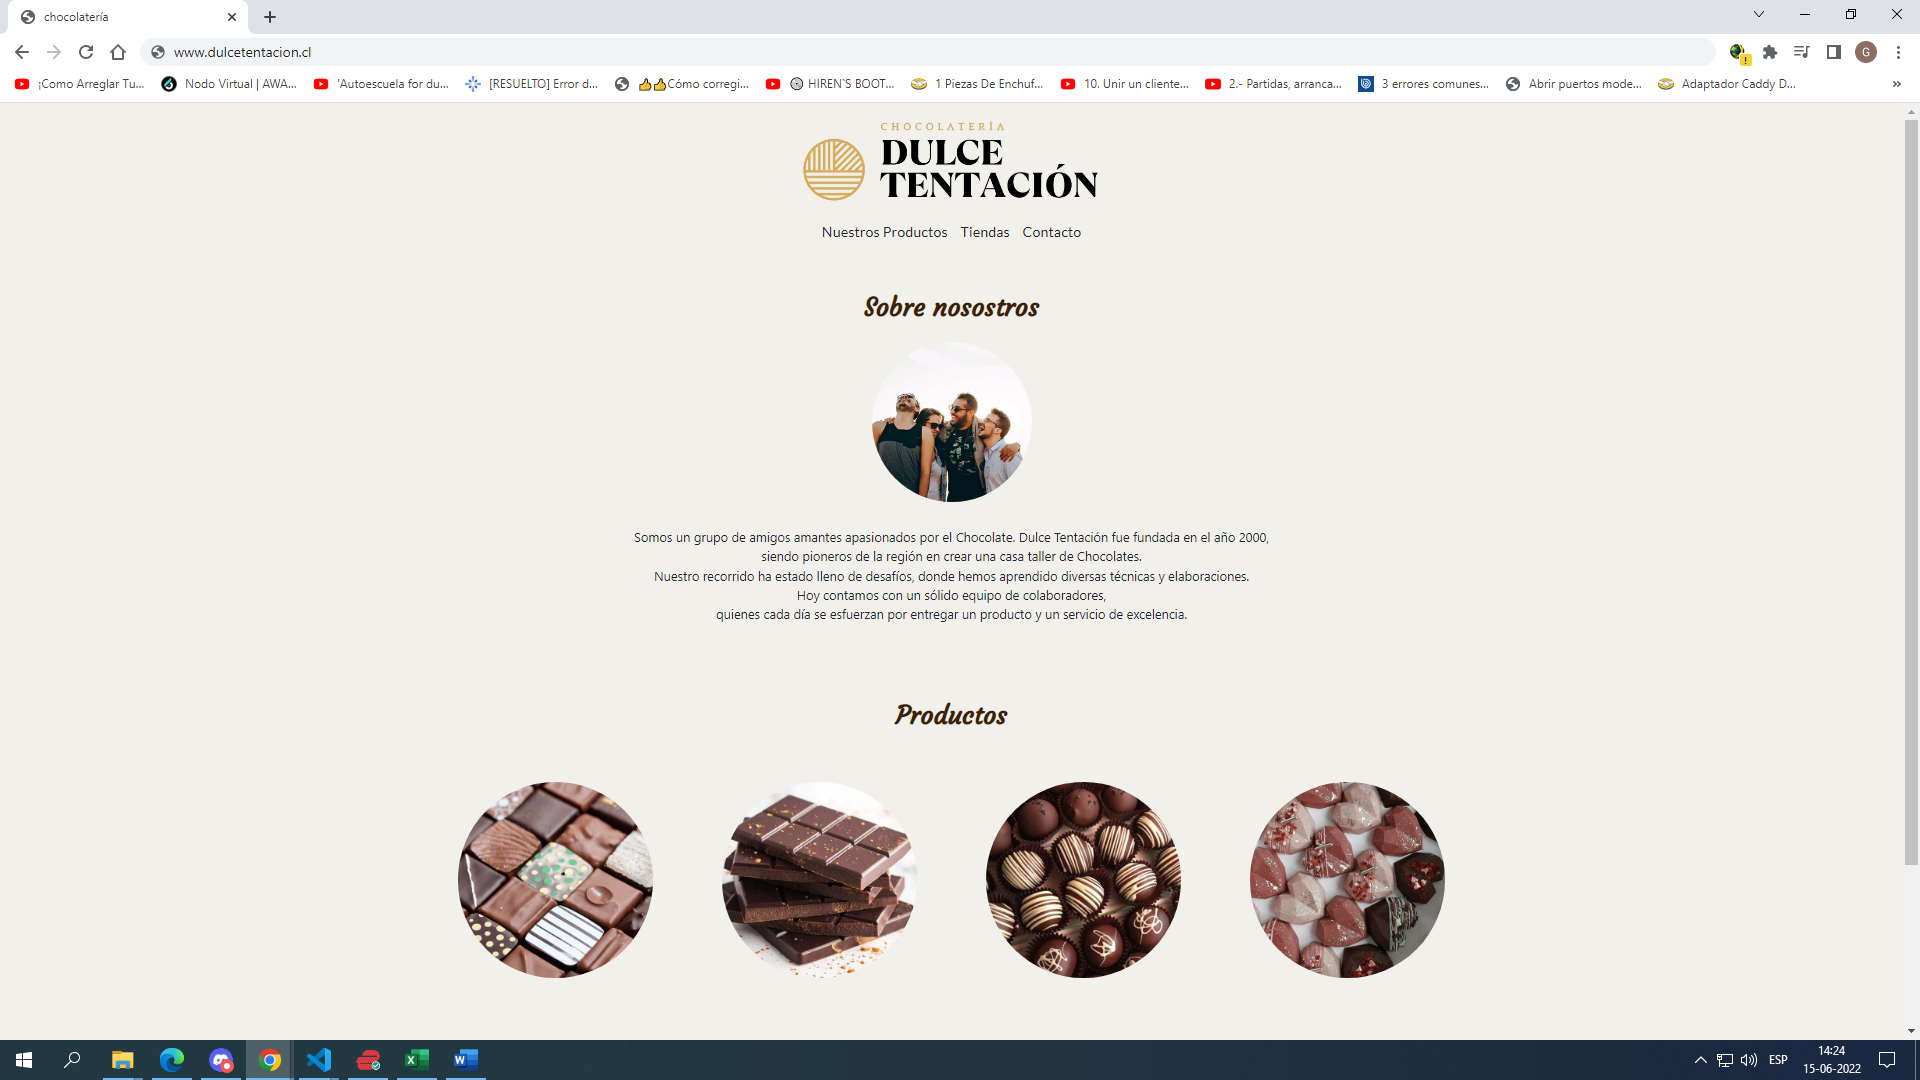 chocolatería
www.dulcetentacion.cl
G
¡Como Arreglar Tu...
Nodo Virtual | AWA...
'Autoescuela for du...
[RESUELTO] Error d...
👍👍Cómo corregi...
HIREN`S BOOT...
1 Piezas De Enchuf...
10. Unir un cliente...
2.- Partidas, arranca...
3 errores comunes...
Abrir puertos mode...
Adaptador Caddy D...
CHOCOLATERÍA
DULCE
TENTACIÓN
Nuestros Productos Tiendas Contacto
Sobre nosostros
Somos un grupo de amigos amantes apasionados por el Chocolate. Dulce Tentación fue fundada en el año 2000,
siendo pioneros de la región en crear una casa taller de Chocolates.
Nuestro recorrido ha estado lleno de desafíos, donde hemos aprendido diversas técnicas y elaboraciones.
Hoy contamos con un sólido equipo de colaboradores,
quienes cada día se esfuerzan por entregar un producto y un servicio de excelencia.
Productos
ESP
14:24
15-06-2022